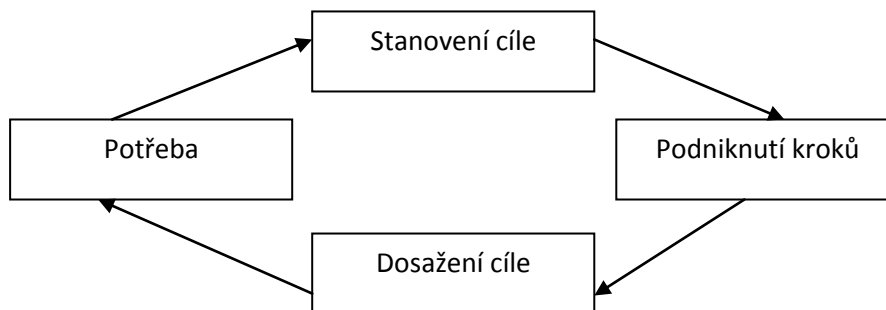 Stanovení cíle
Potřeba
Podniknutí kroků
Dosažení cíle